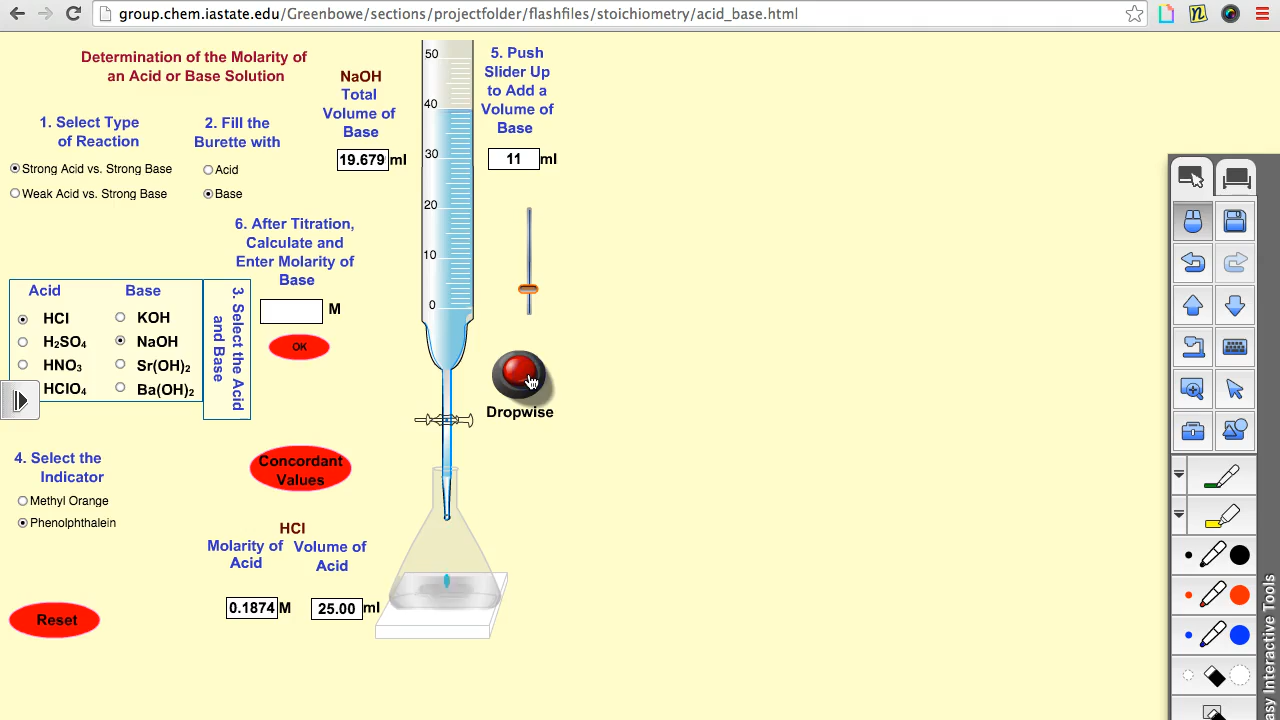 group.chem.iastate.edu/Greenbowe/sections/projectfolder/flashfiles/stoichiometry/acid_base.html
Determination of the Molarity of
an Acid or Base Solution
1. Select Type
of Reaction
Strong Acid vs. Strong Base
Weak Acid vs. Strong Base
2. Fill the
Burette with
Acid
Base
NaOH
Total
Volume of
Base
19.679 ml
50
40
30
20
10
0
5. Push
Slider Up
to Add a
Volume of
Base
11 ml
6. After Titration,
Calculate and
Enter Molarity of
Base
M
OK
Acid Base
HCl KOH
H₂SO₄ NaOH
HNO₃ Sr(OH)₂
HClO₄ Ba(OH)₂
3. Select the Acid
and Base
Dropwise
4. Select the
Indicator
Methyl Orange
Phenolphthalein
Concordant
Values
HCl
Molarity of
Acid
Volume of
Acid
0.1874 M
25.00 ml
Reset